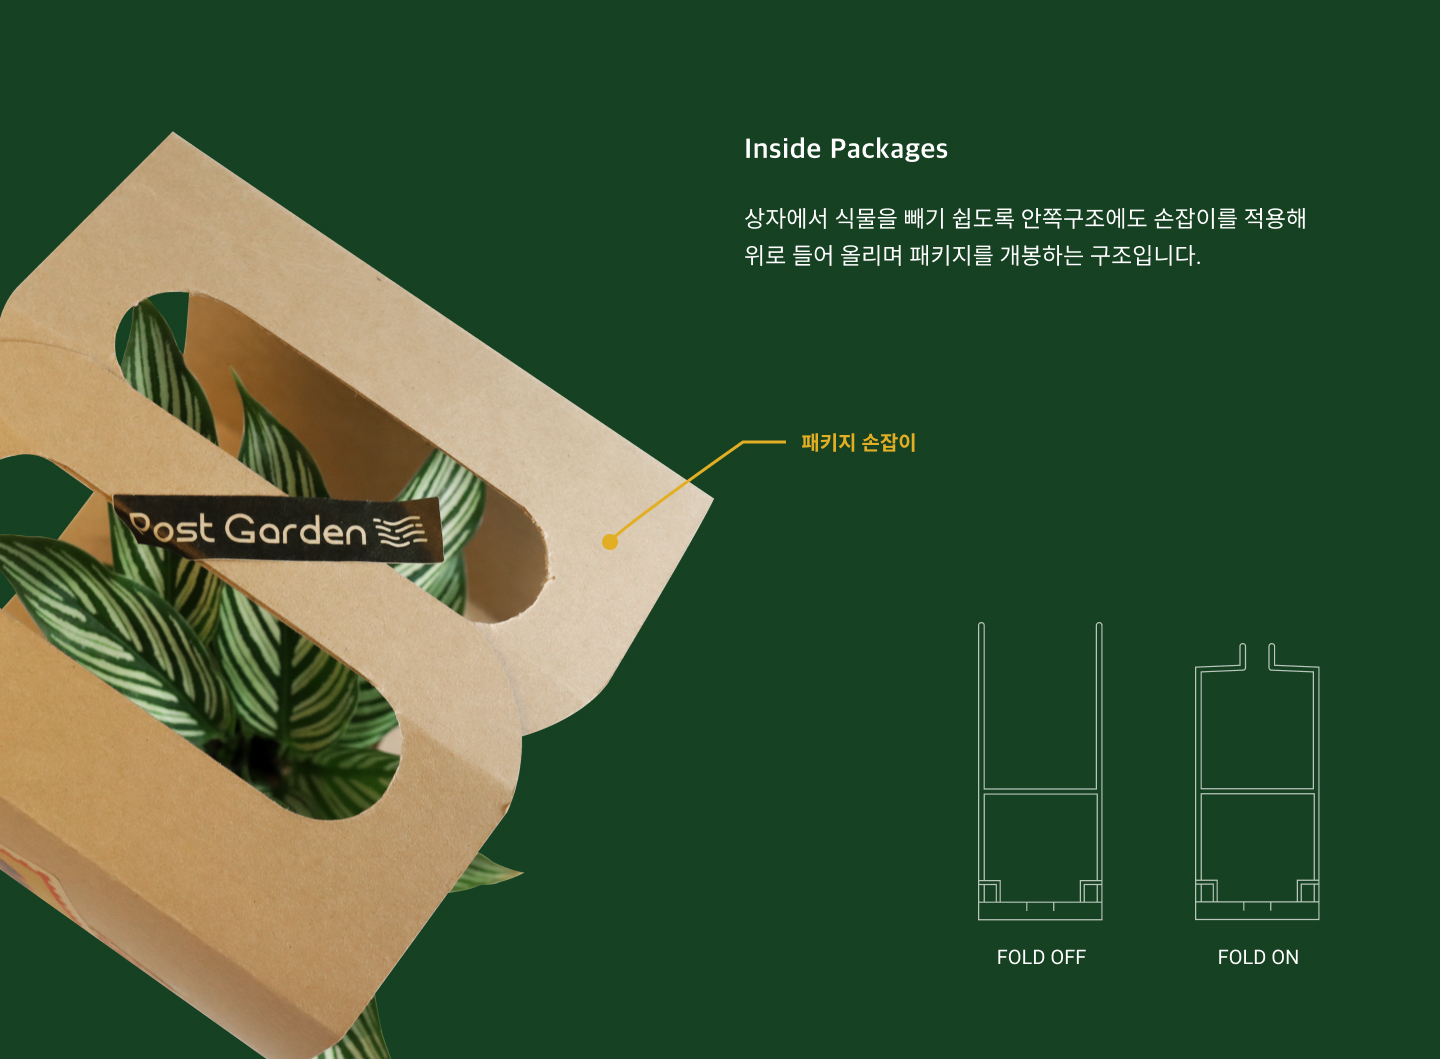 Inside Packages
상자에서 식물을 빼기 쉽도록 안쪽구조에도 손잡이를 적용해
위로 들어 올리며 패키지를 개봉하는 구조입니다.
패키지 손잡이
Post Garden
FOLD OFF
FOLD ON